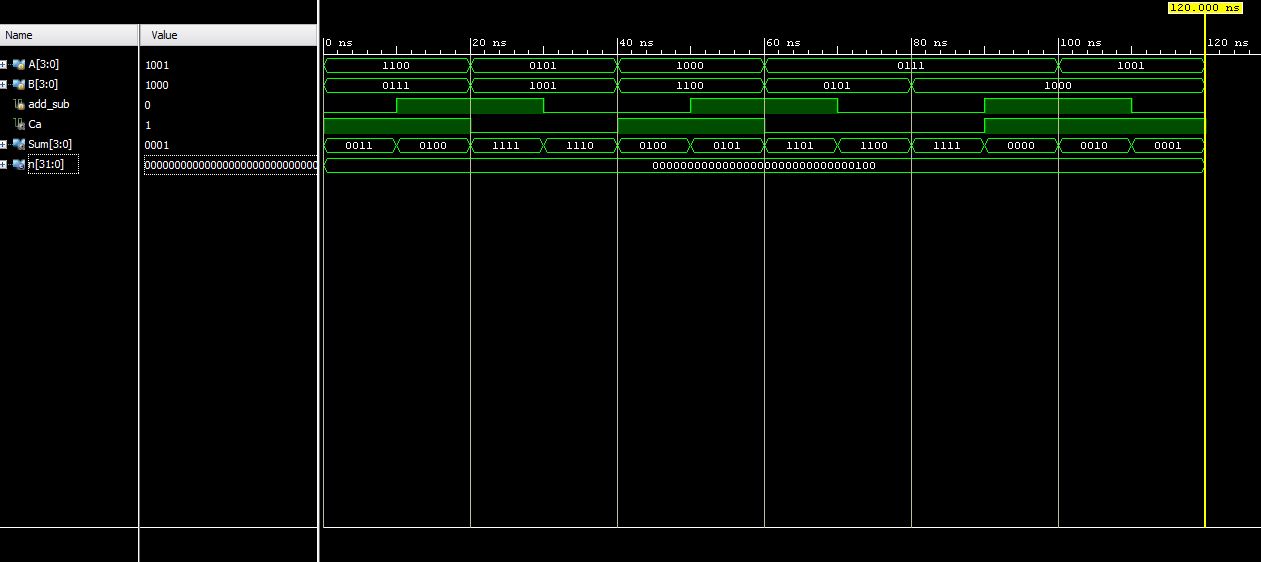 120.000 ns
Name Value
0 ns 20 ns 40 ns 60 ns 80 ns 100 ns 120 ns
A[3:0] 1001 1100 0101 1000 0111 1001
B[3:0] 1000 0111 1001 1100 0101 1000
add_sub 0
Ca 1
Sum[3:0] 0001 0011 0100 1111 1110 0100 0101 1101 1100 1111 0000 0010 0001
n[31:0] 00000000000000000000000000000100